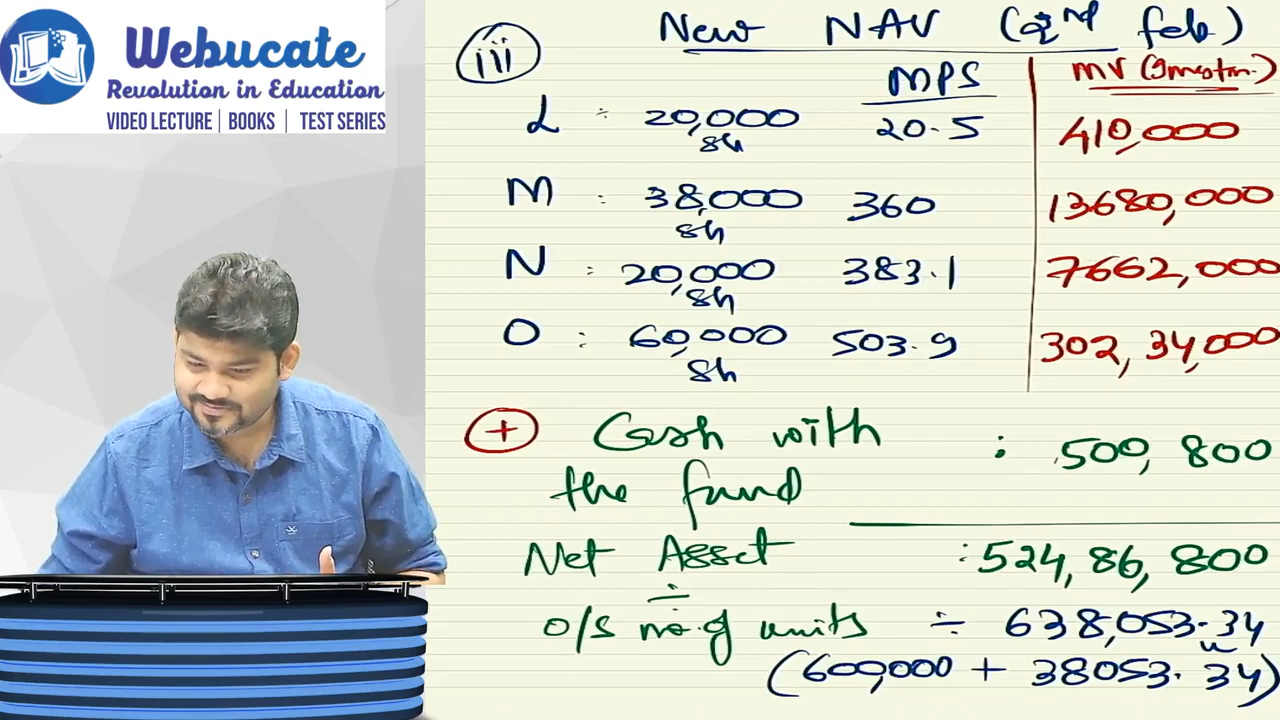 Webucate
Revolution in Education
VIDEO LECTURE | BOOKS | TEST SERIES
iii New NAV (2nd feb)
MPS MV (Investm.)
L : 20,000 sh 20.5 410,000
M : 38,000 sh 360 13680,000
N : 20,000 sh 383.1 7662,000
O : 60,000 sh 503.9 302,34,000
+ Cash with : 500,800
the fund
Net Asset : 524,86,800
÷
o/s no. of units ÷ 638,053.34
(600,000 + 38053.34)